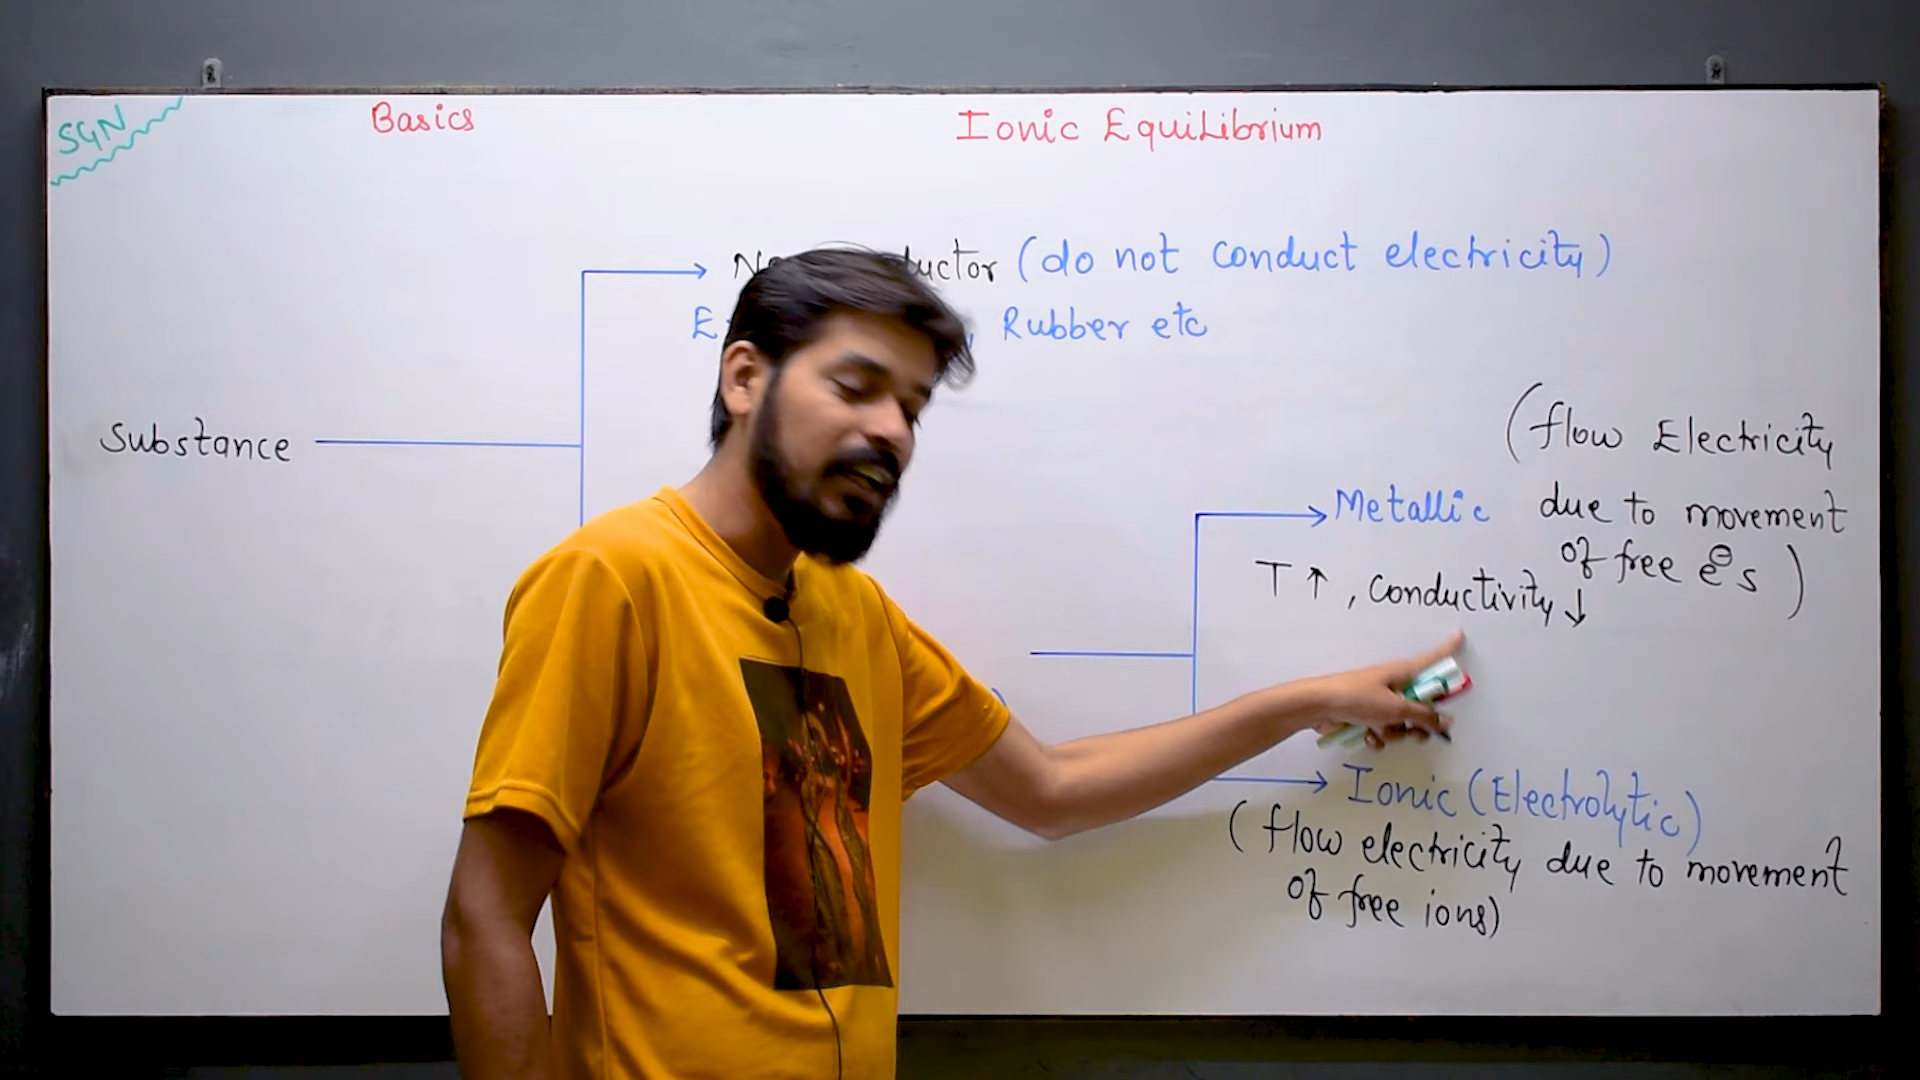 SGN
Basics
Ionic EquiLibrium
(do not conduct electricity)
Rubber etc
Substance
(flow Electricity
Metallic due to movement
of free e⊖s)
T ↑, Conductivity ↓
Ionic (Electrolytic)
(flow electricity due to movement
of free ions)